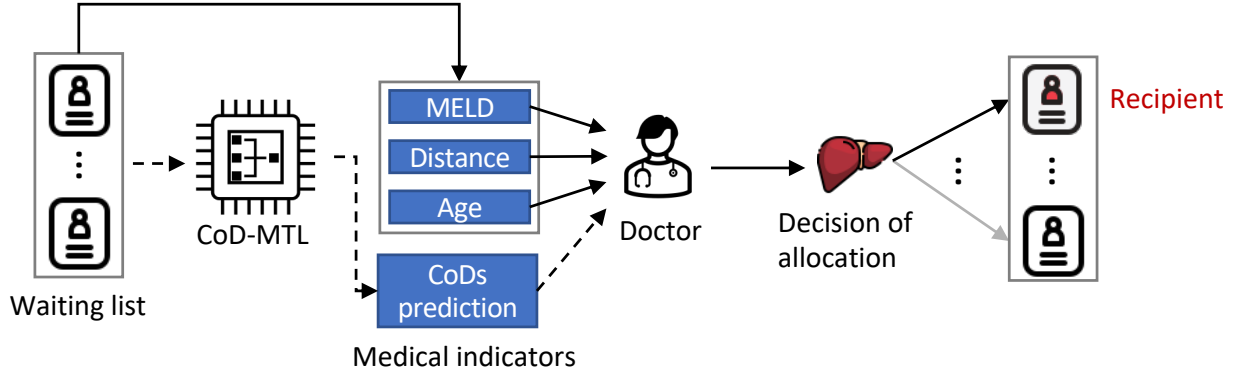 Waiting list
CoD-MTL
MELD
Distance
Age
CoDs
prediction
Medical indicators
Doctor
Decision of
allocation
Recipient